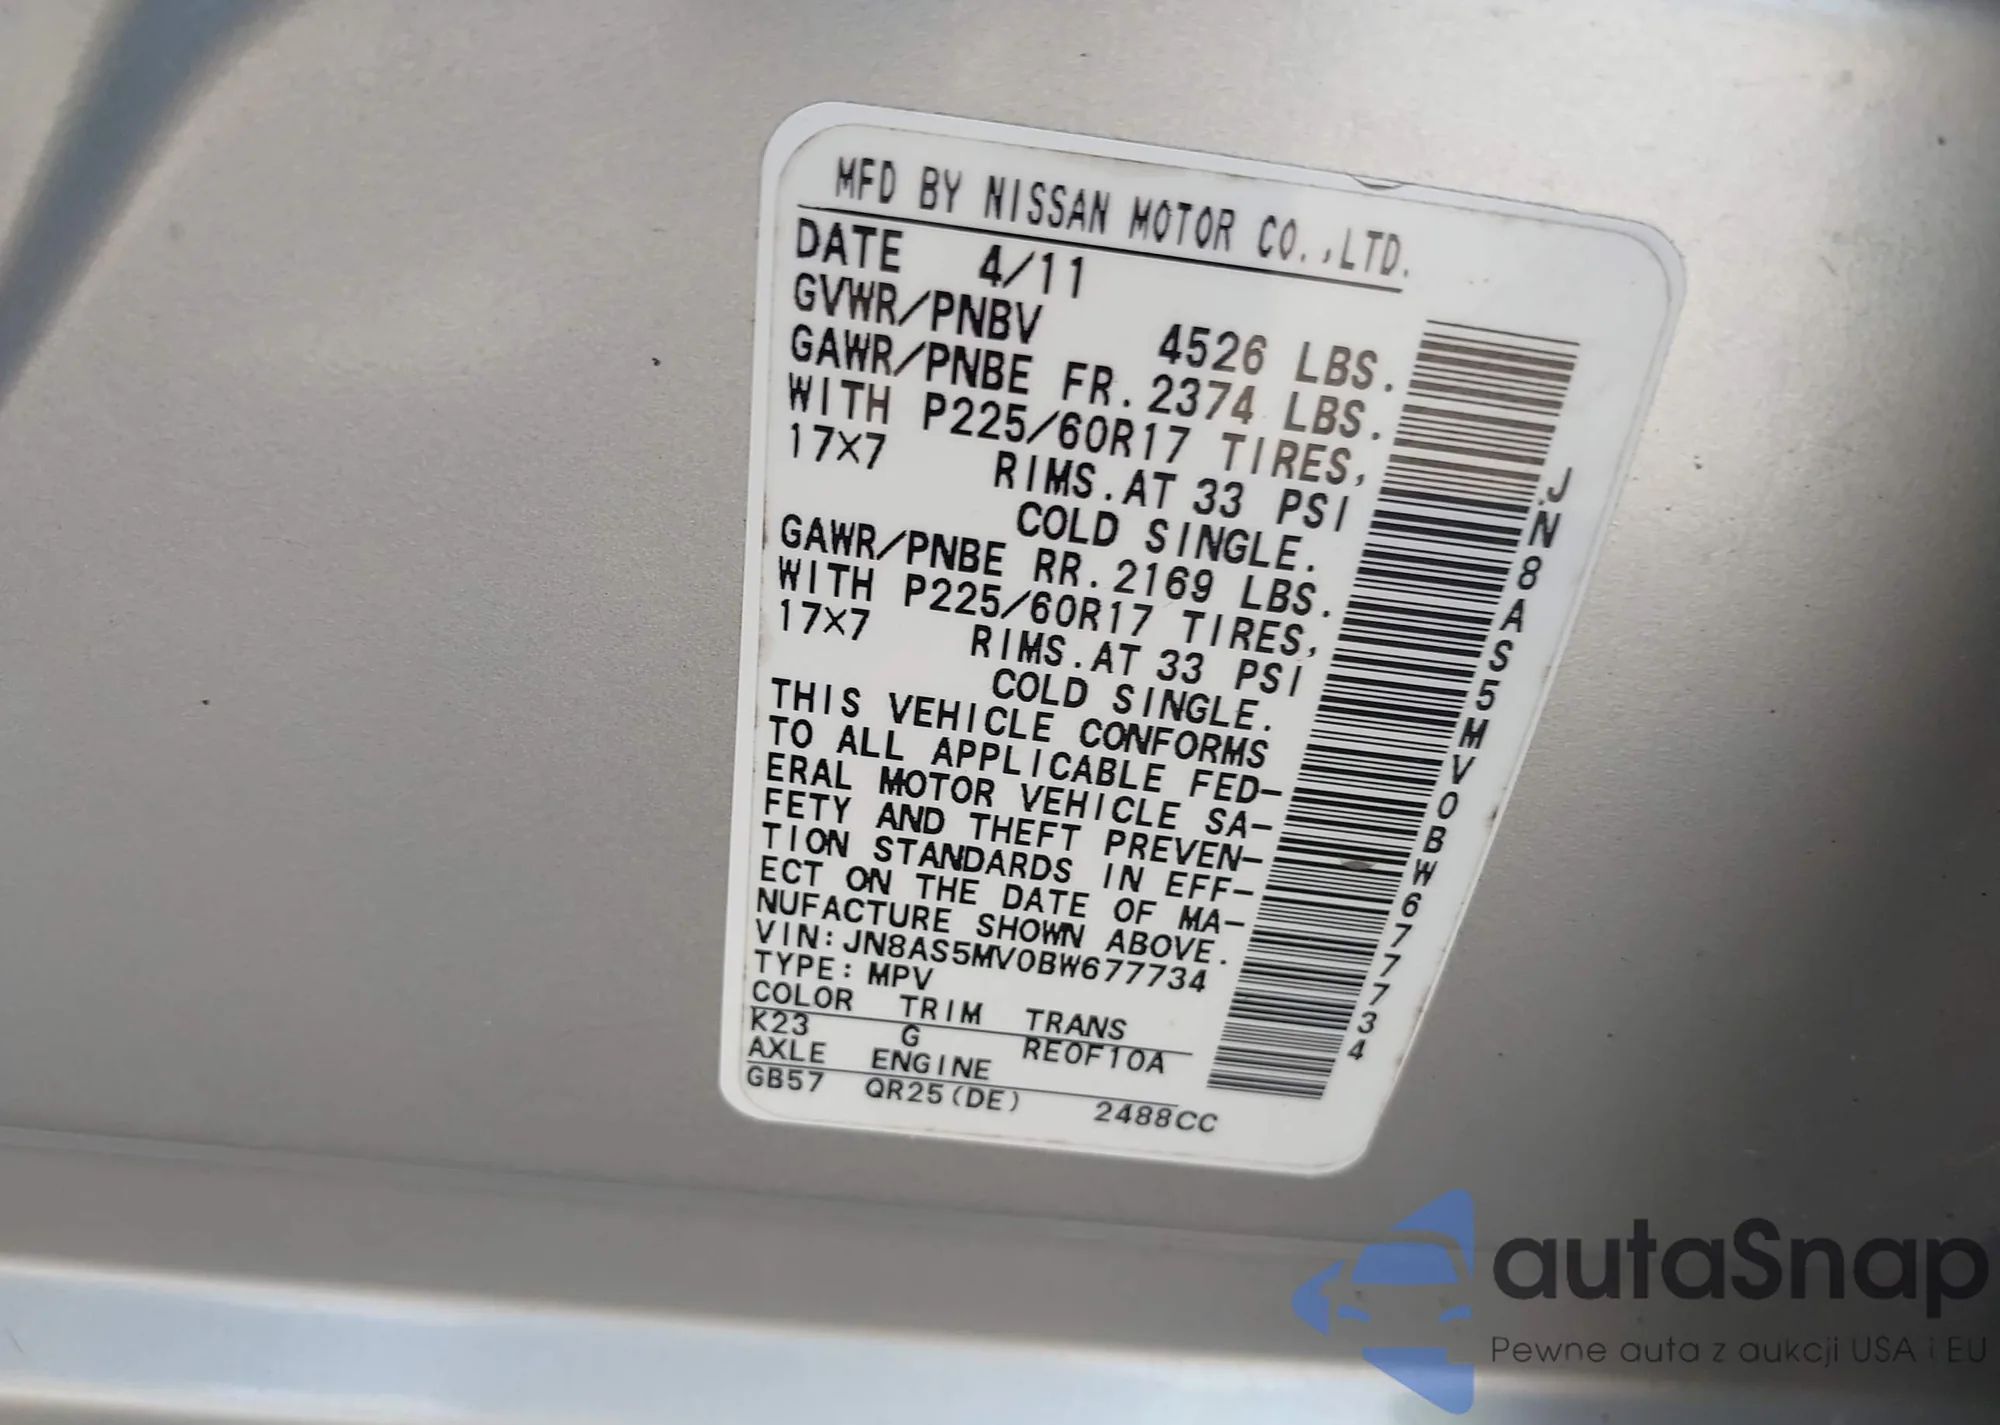 MFD BY NISSAN MOTOR CO.,LTD.
DATE 4/11
GVWR/PNBV 4526 LBS.
GAWR/PNBE FR. 2374 LBS.
WITH P225/60R17 TIRES,
17X7 RIMS.AT 33 PSI
COLD SINGLE.
GAWR/PNBE RR. 2169 LBS.
WITH P225/60R17 TIRES,
17X7 RIMS.AT 33 PSI
COLD SINGLE.
THIS VEHICLE CONFORMS
TO ALL APPLICABLE FED-
ERAL MOTOR VEHICLE SA-
FETY AND THEFT PREVEN-
TION STANDARDS IN EFF-
ECT ON THE DATE OF MA-
NUFACTURE SHOWN ABOVE.
VIN:JN8AS5MV0BW677734
TYPE: MPV
COLOR TRIM TRANS
K23 G RE0F10A
AXLE ENGINE
GB57 QR25(DE) 2488CC
JN8AS5MV0BW677734
autaSnap
Pewne auta z aukcji USA i EU